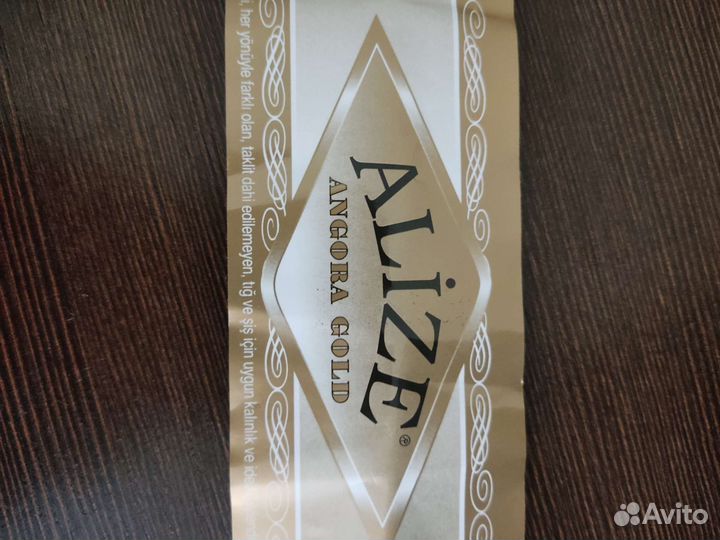 ALİZE®
ANGORA GOLD
her yönüyle farklı olan, taklit dahi edilemeyen, tığ ve şiş için uygun kalınlık ve
Avito